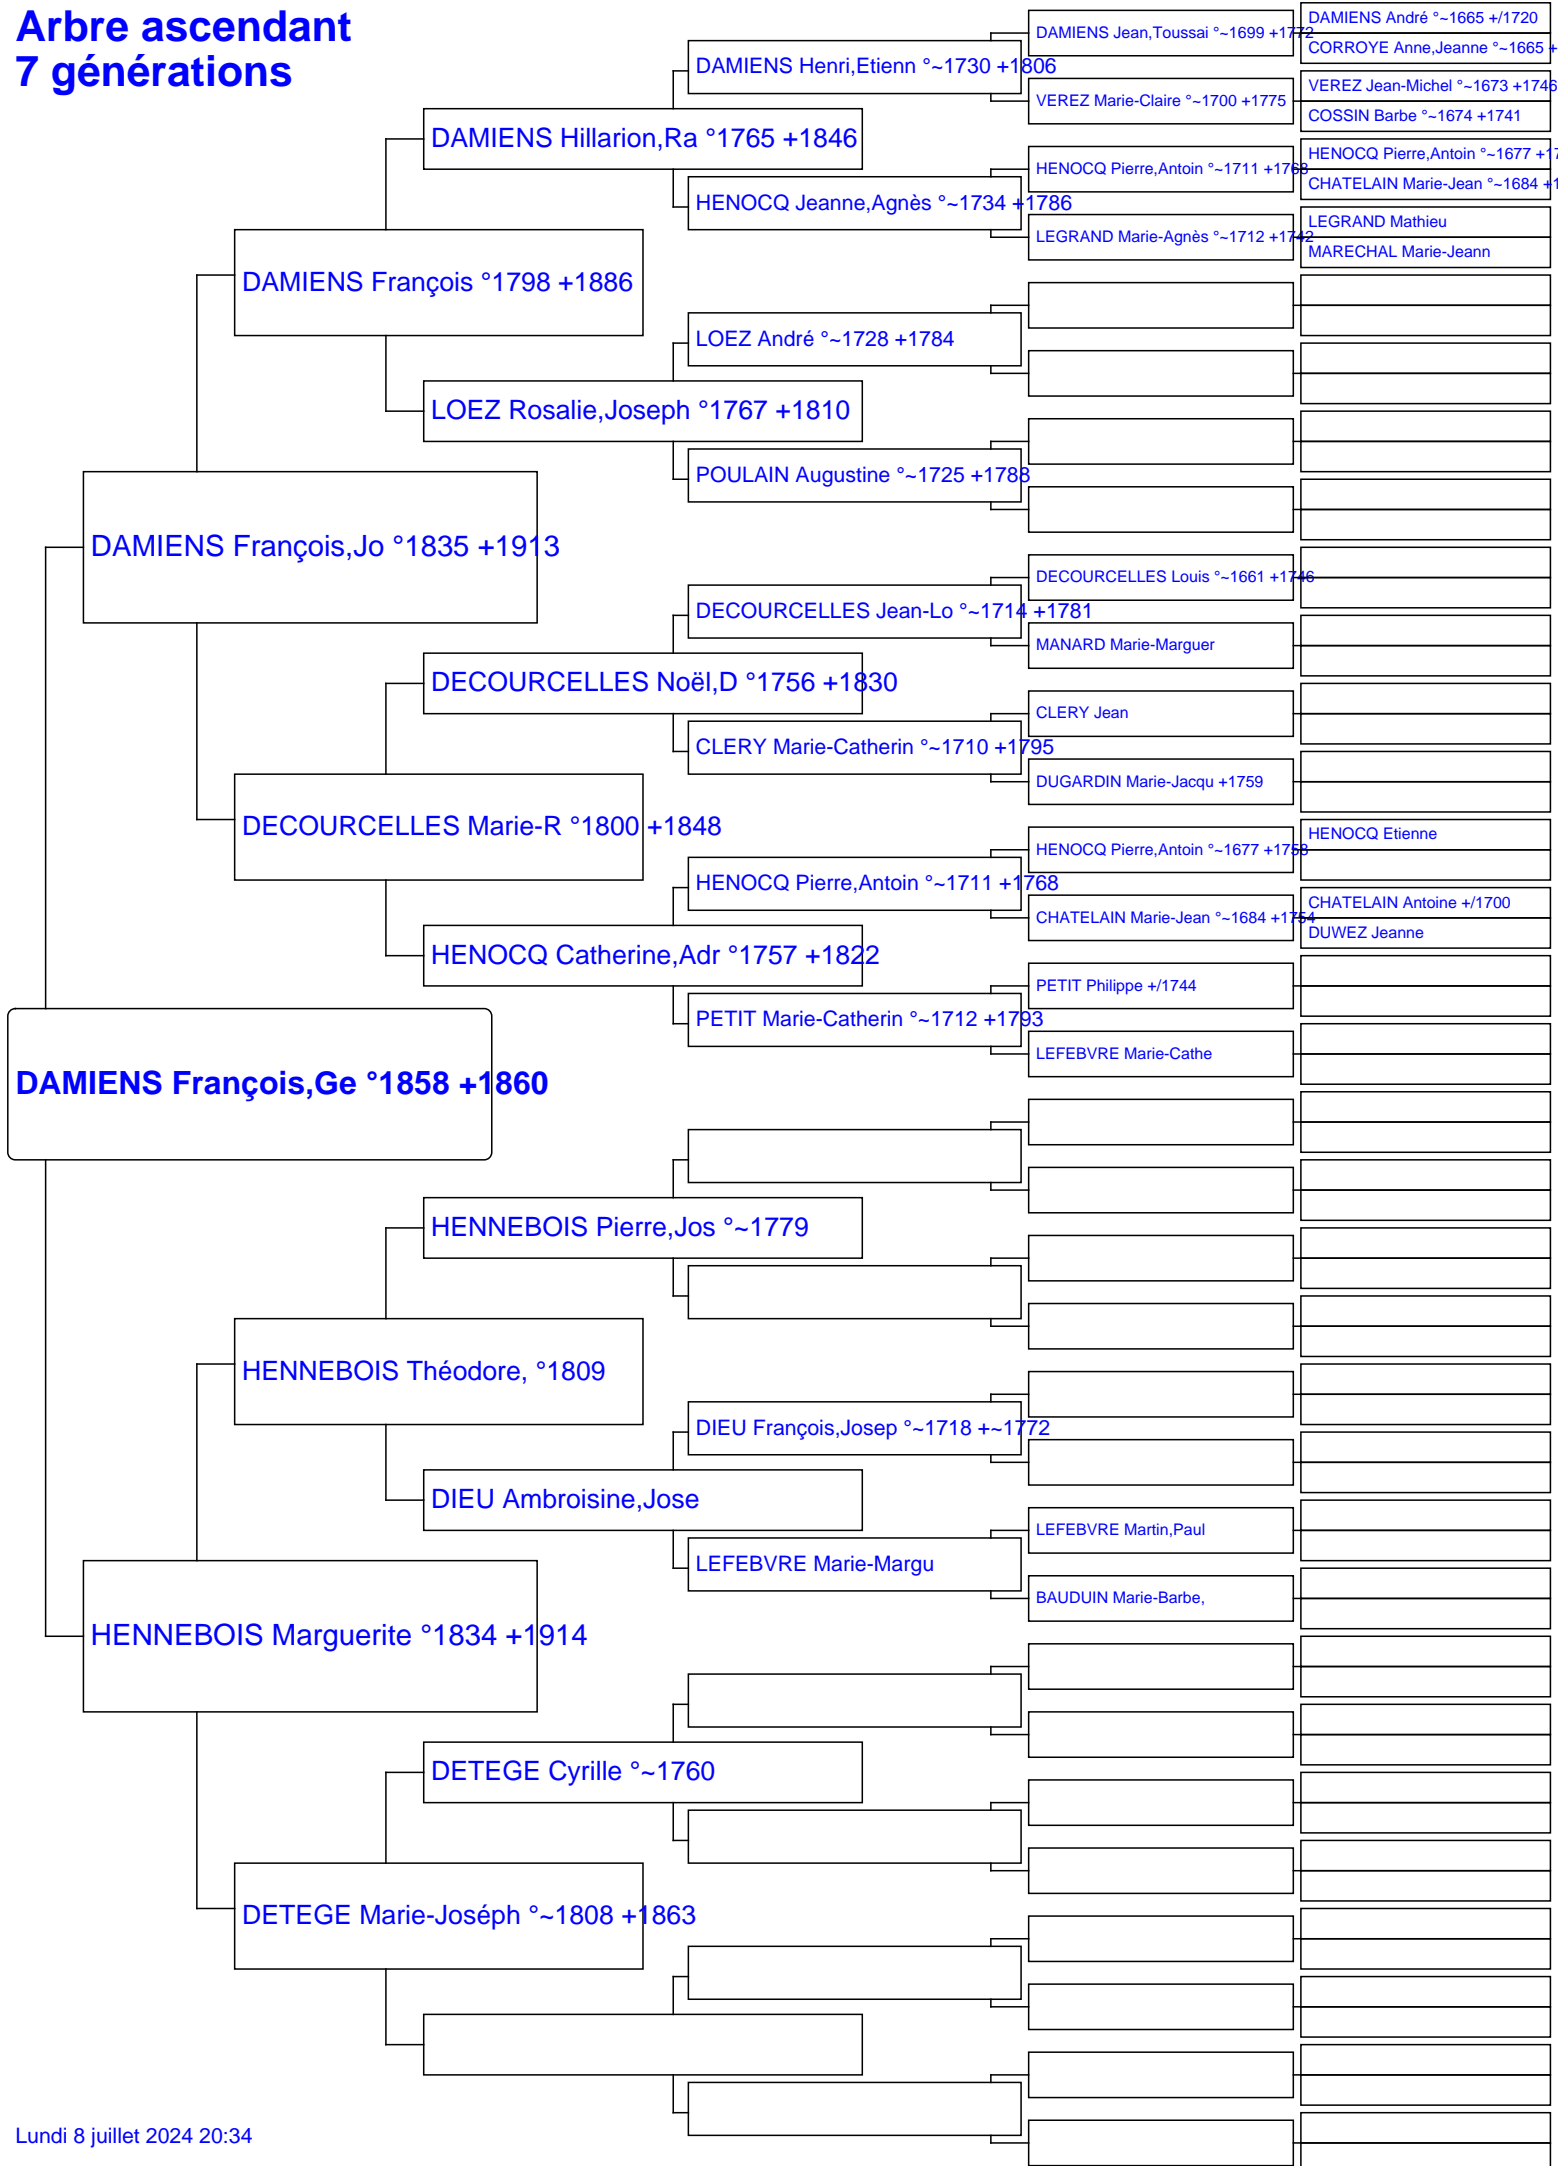 Arbre ascendant
7 générations
DAMIENS François,Ge °1858 +1860
DAMIENS François,Jo °1835 +1913
HENNEBOIS Marguerite °1834 +1914
DAMIENS François °1798 +1886
DECOURCELLES Marie-R °1800 +1848
HENNEBOIS Théodore, °1809
DETEGE Marie-Joséph °~1808 +1863
DAMIENS Hillarion,Ra °1765 +1846
LOEZ Rosalie,Joseph °1767 +1810
DECOURCELLES Noël,D °1756 +1830
HENOCQ Catherine,Adr °1757 +1822
HENNEBOIS Pierre,Jos °~1779
DIEU Ambroisine,Jose
DETEGE Cyrille °~1760
DAMIENS Henri,Etienn °~1730 +1806
HENOCQ Jeanne,Agnès °~1734 +1786
LOEZ André °~1728 +1784
POULAIN Augustine °~1725 +1788
DECOURCELLES Jean-Lo °~1714 +1781
CLERY Marie-Catherin °~1710 +1795
HENOCQ Pierre,Antoin °~1711 +1768
PETIT Marie-Catherin °~1712 +1793
DIEU François,Josep °~1718 +~1772
LEFEBVRE Marie-Margu
DAMIENS Jean,Toussai °~1699 +1772
VEREZ Marie-Claire °~1700 +1775
HENOCQ Pierre,Antoin °~1711 +1768
LEGRAND Marie-Agnès °~1712 +1742
DECOURCELLES Louis °~1661 +1746
MANARD Marie-Marguer
CLERY Jean
DUGARDIN Marie-Jacqu +1759
HENOCQ Pierre,Antoin °~1677 +1758
CHATELAIN Marie-Jean °~1684 +1754
PETIT Philippe +/1744
LEFEBVRE Marie-Cathe
LEFEBVRE Martin,Paul
BAUDUIN Marie-Barbe,
DAMIENS André °~1665 +/1720
CORROYE Anne,Jeanne °~1665 +
VEREZ Jean-Michel °~1673 +1746
COSSIN Barbe °~1674 +1741
HENOCQ Pierre,Antoin °~1677 +17
CHATELAIN Marie-Jean °~1684 +1
LEGRAND Mathieu
MARECHAL Marie-Jeann
HENOCQ Etienne
CHATELAIN Antoine +/1700
DUWEZ Jeanne
Lundi 8 juillet 2024 20:34